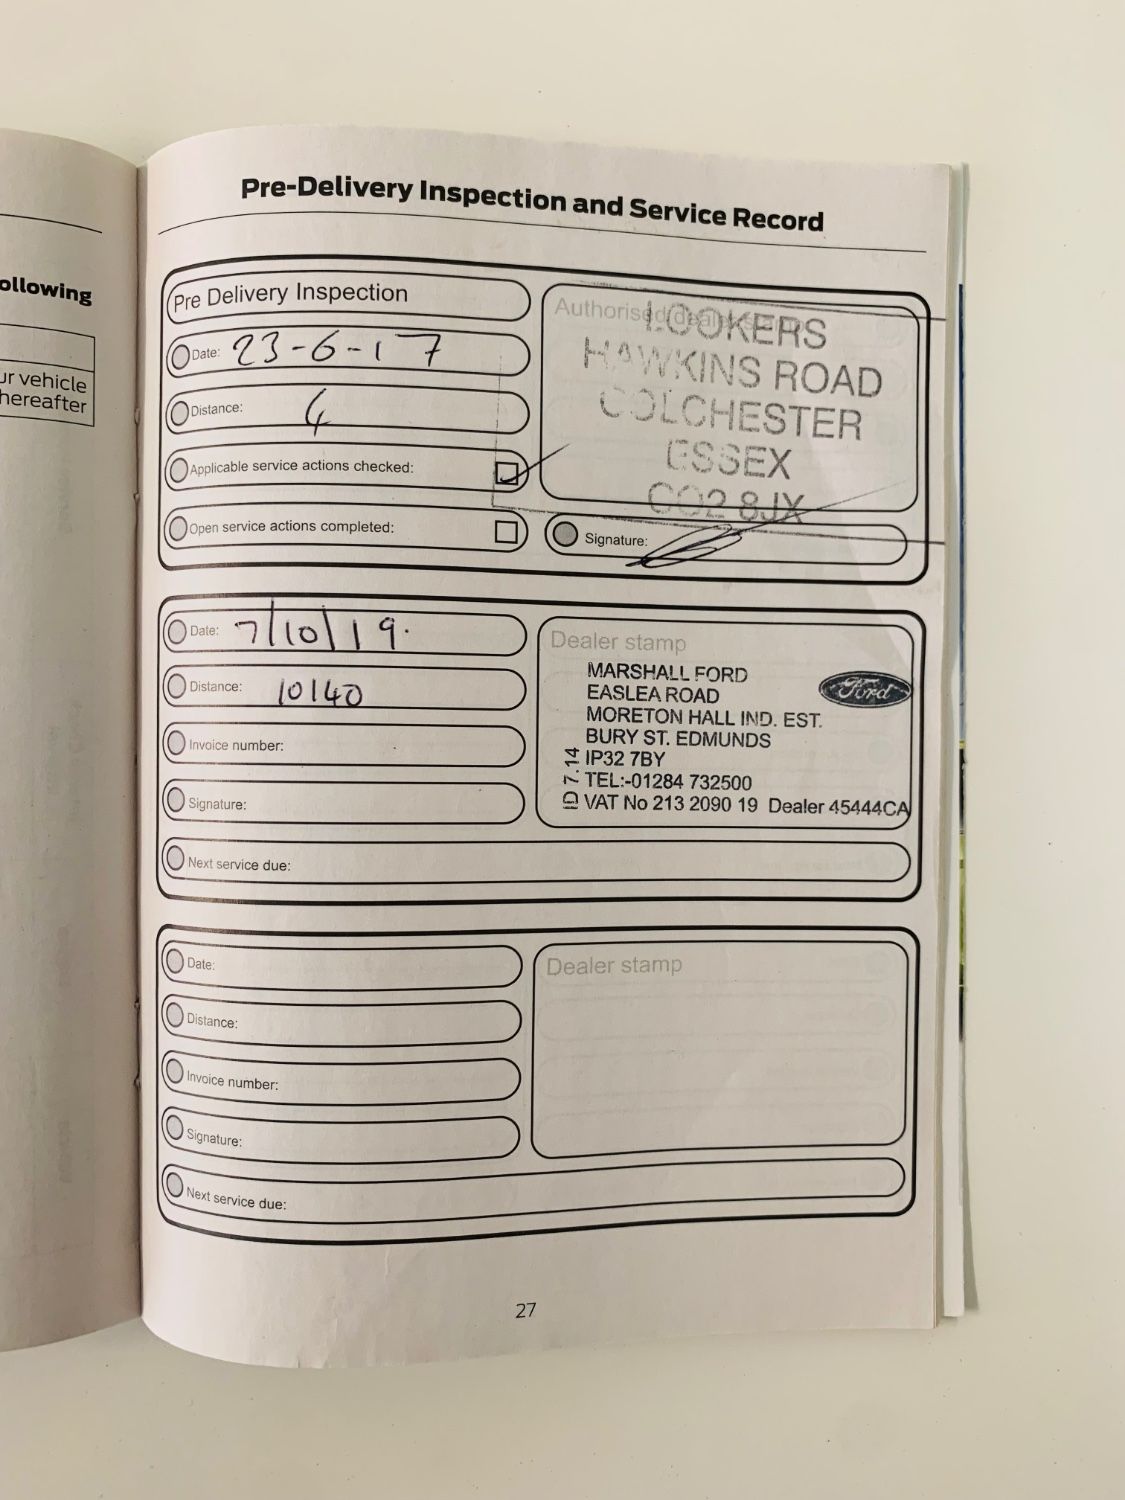 ollowing
ur vehicle
hereafter
Pre-Delivery Inspection and Service Record
Pre Delivery Inspection
Date: 23-6-17
Distance: 4
Applicable service actions checked:
Open service actions completed:
Authorised dealer
LOOKERS
HAWKINS ROAD
COLCHESTER
ESSEX
CO2 8JX
Signature:
Date: 7/10/19.
Distance: 10140
Invoice number:
Signature:
Next service due:
Dealer stamp
MARSHALL FORD
EASLEA ROAD
MORETON HALL IND. EST.
BURY ST. EDMUNDS
IP32 7BY
TEL:-01284 732500
VAT No 213 2090 19 Dealer 45444CA
ID 7.14
Ford
Date:
Distance:
Invoice number:
Signature:
Next service due:
Dealer stamp
27